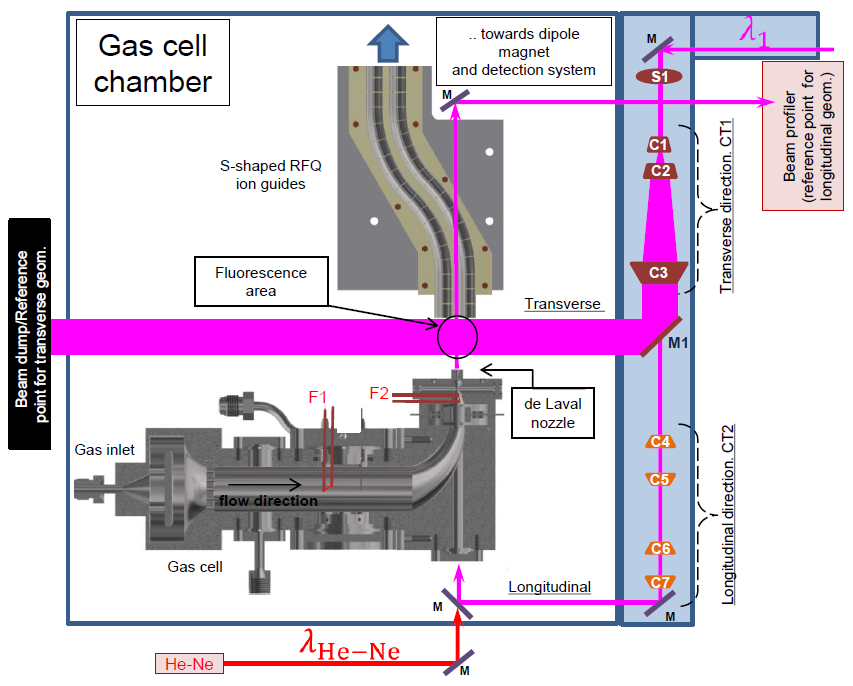 Gas cell
chamber
.. towards dipole
magnet
and detection system
M
λ1
M
S1
Beam profiler
(reference point for
longitudinal geom.)
C1
C2
Transverse direction. CT1
S-shaped RFQ
ion guides
C3
Fluorescence
area
Transverse
Beam dump/Reference
point for transverse geom.
M1
F1
F2
de Laval
nozzle
Gas inlet
flow direction
Gas cell
C4
C5
C6
C7
Longitudinal direction. CT2
Longitudinal
M
M
λHe−Ne
He-Ne
M